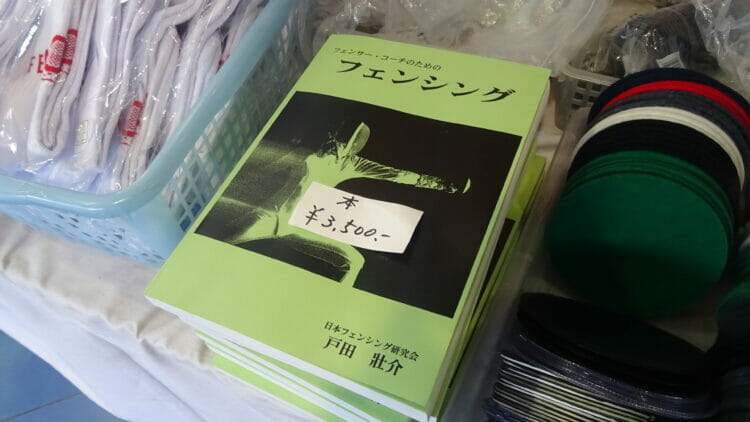 フェンサー・コーチのための
フェンシング
本
¥3,500.-
日本フェンシング研究会
戸田 壯介